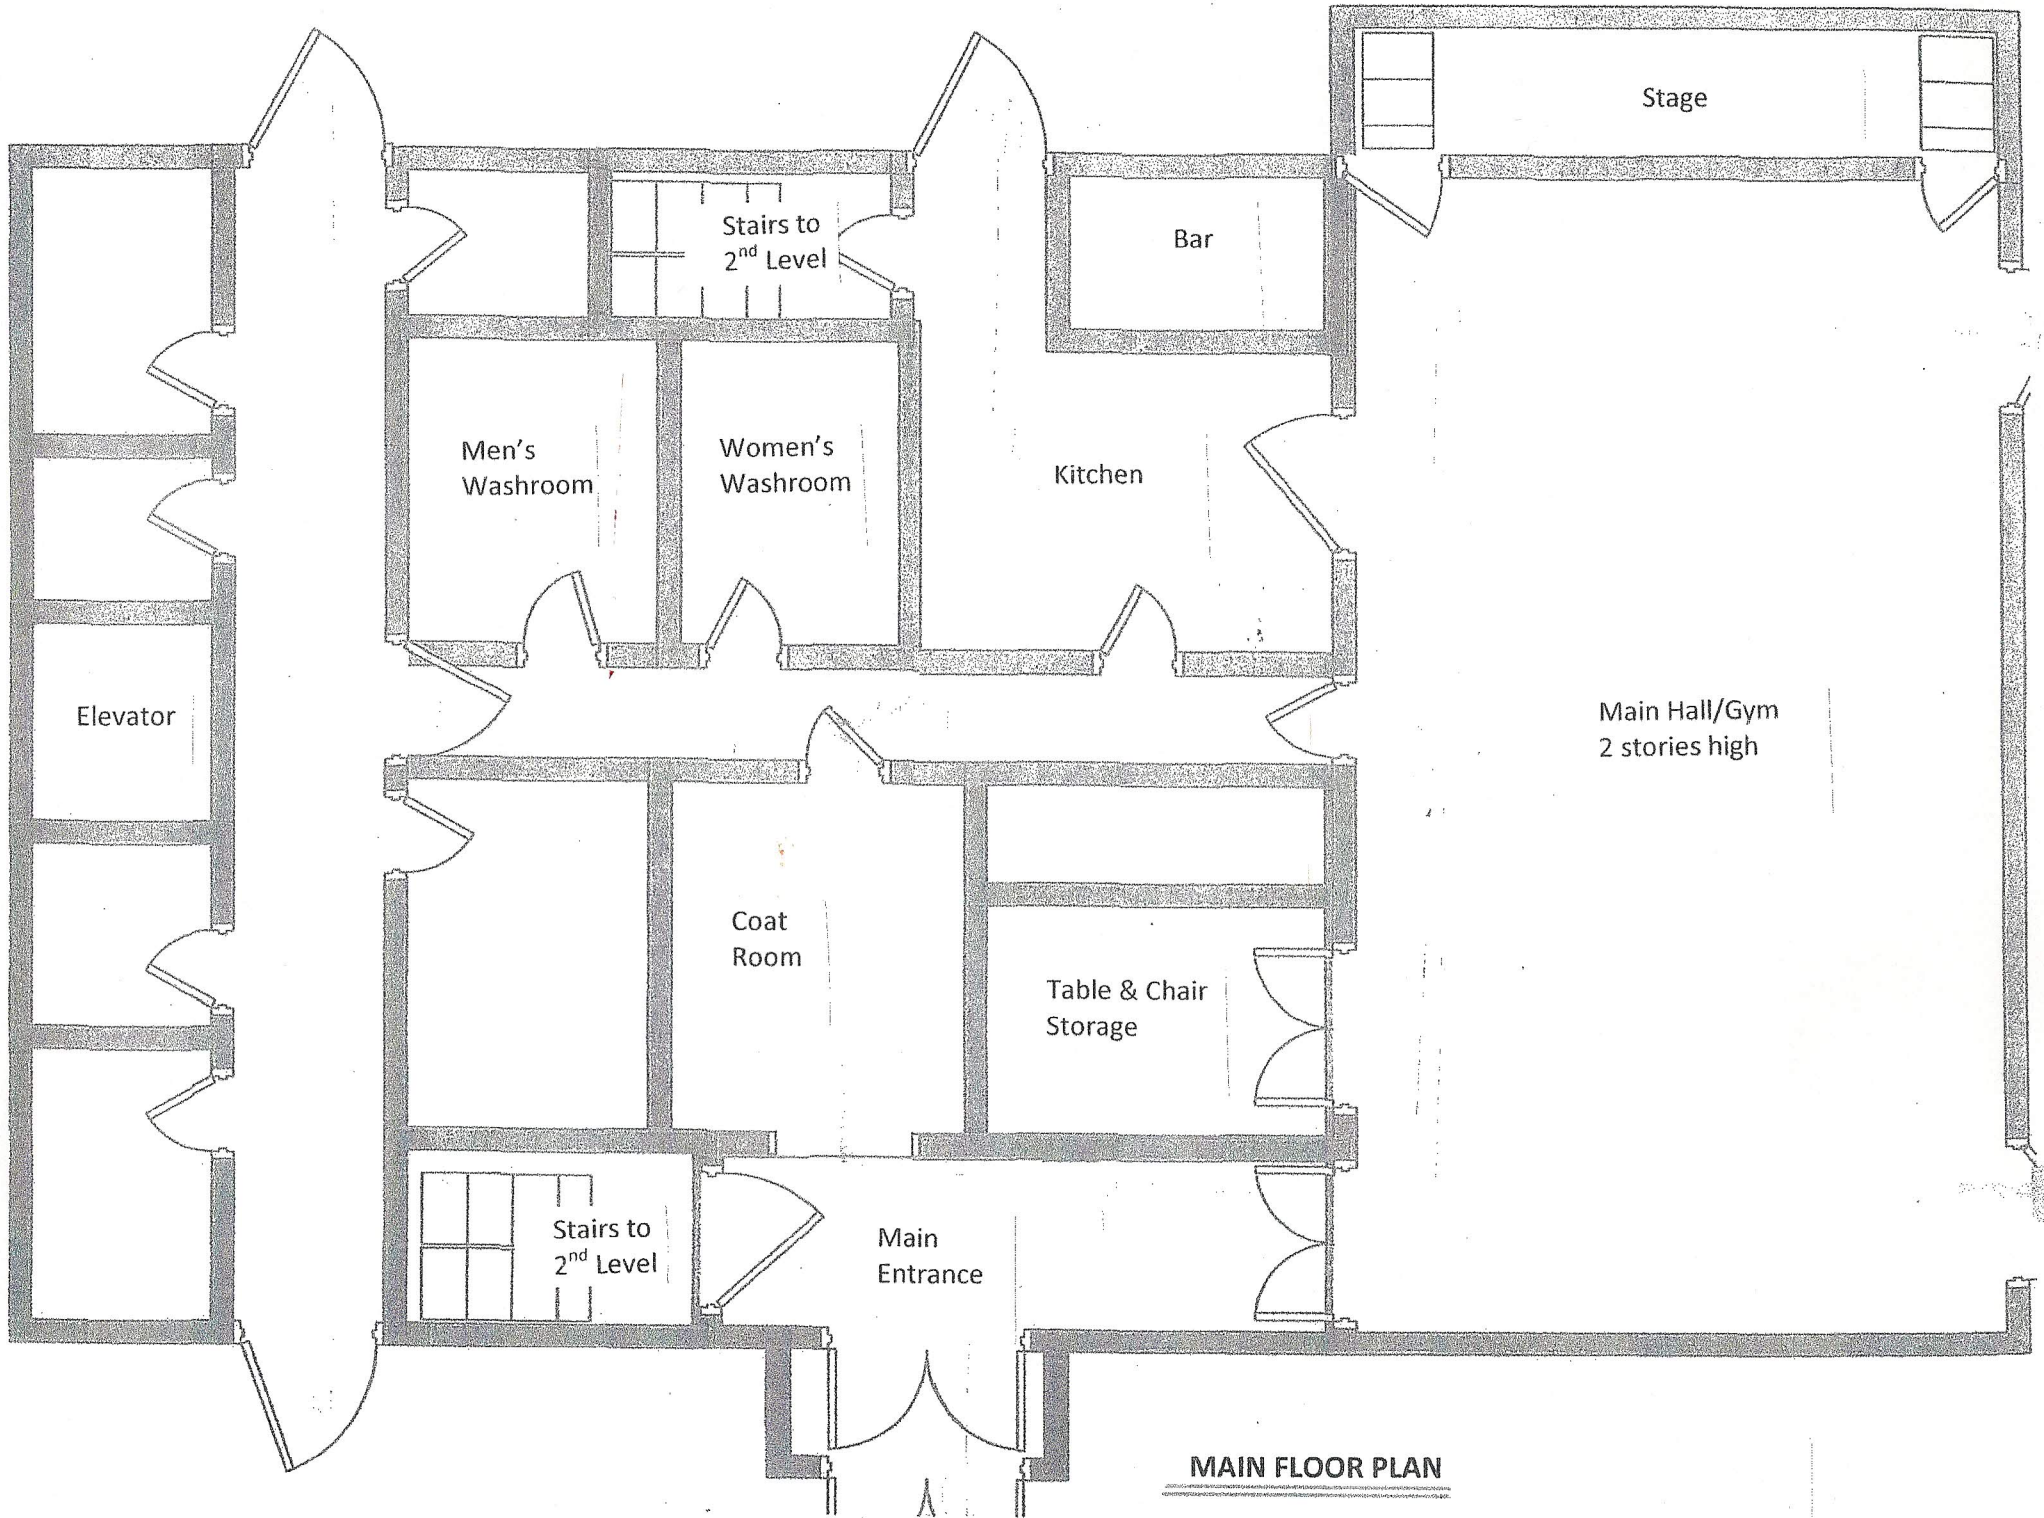 Stage
Stairs to
2nd Level
Bar
Men's
Washroom
Women's
Washroom
Kitchen
Elevator
Main Hall/Gym
2 stories high
Coat
Room
Table & Chair
Storage
Stairs to
2nd Level
Main
Entrance
MAIN FLOOR PLAN